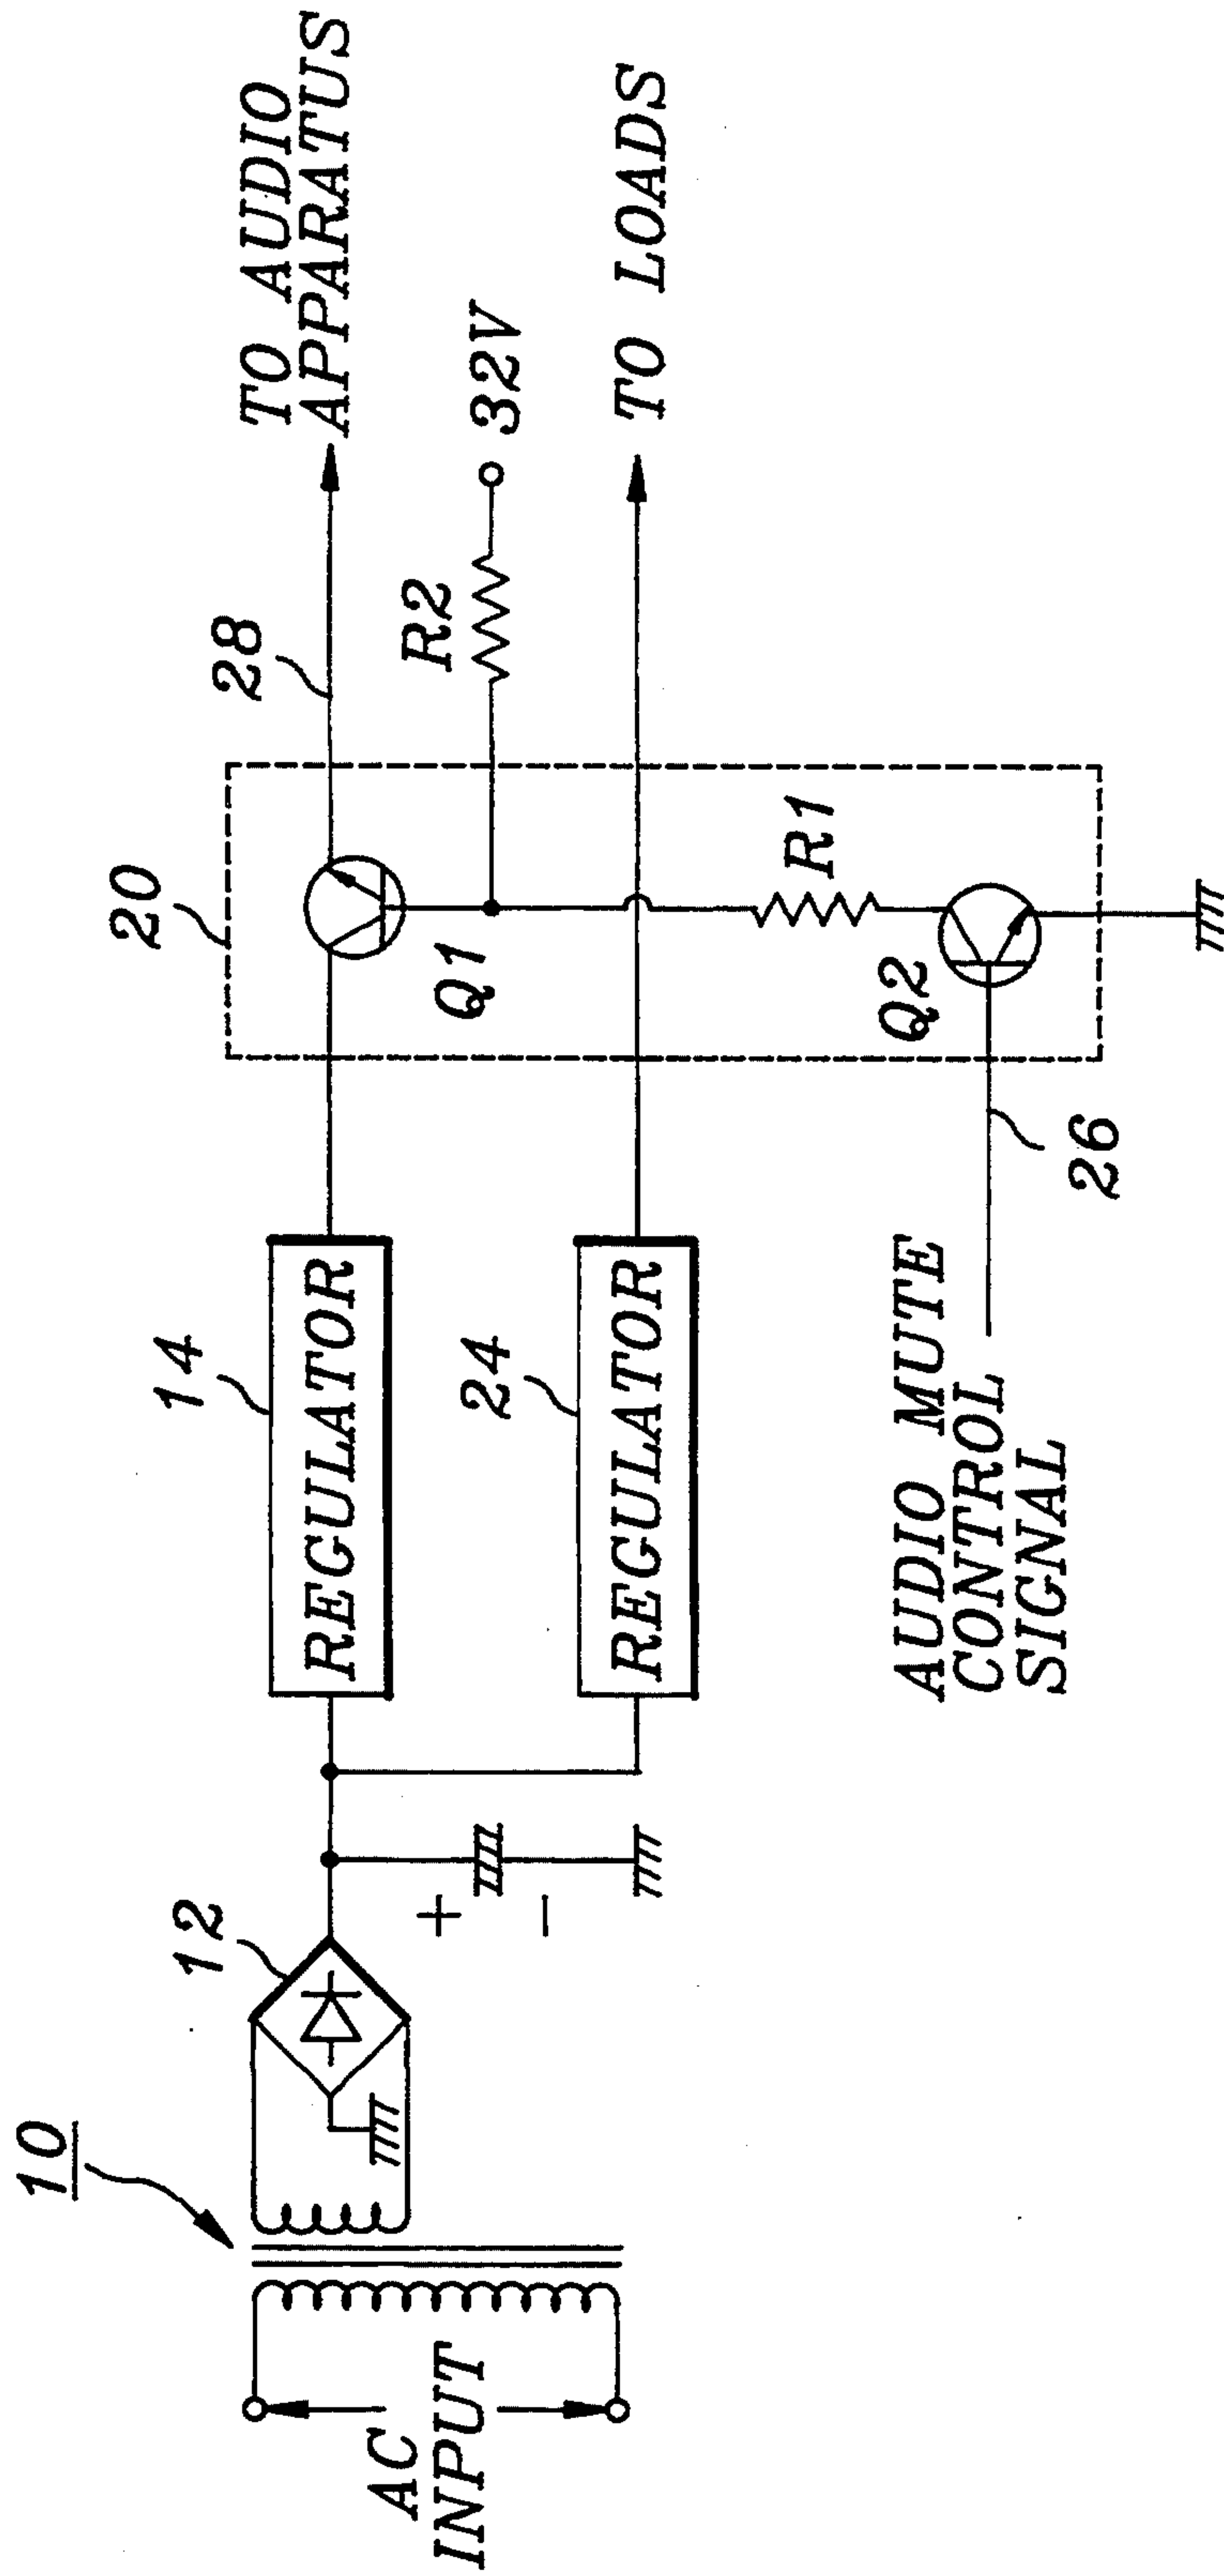 10
AC
INPUT
12
+
-
14
REGULATOR
24
REGULATOR
AUDIO MUTE
CONTROL
SIGNAL
26
20
Q1
Q2
R1
28
R2
32V
TO AUDIO
APPARATUS
TO LOADS